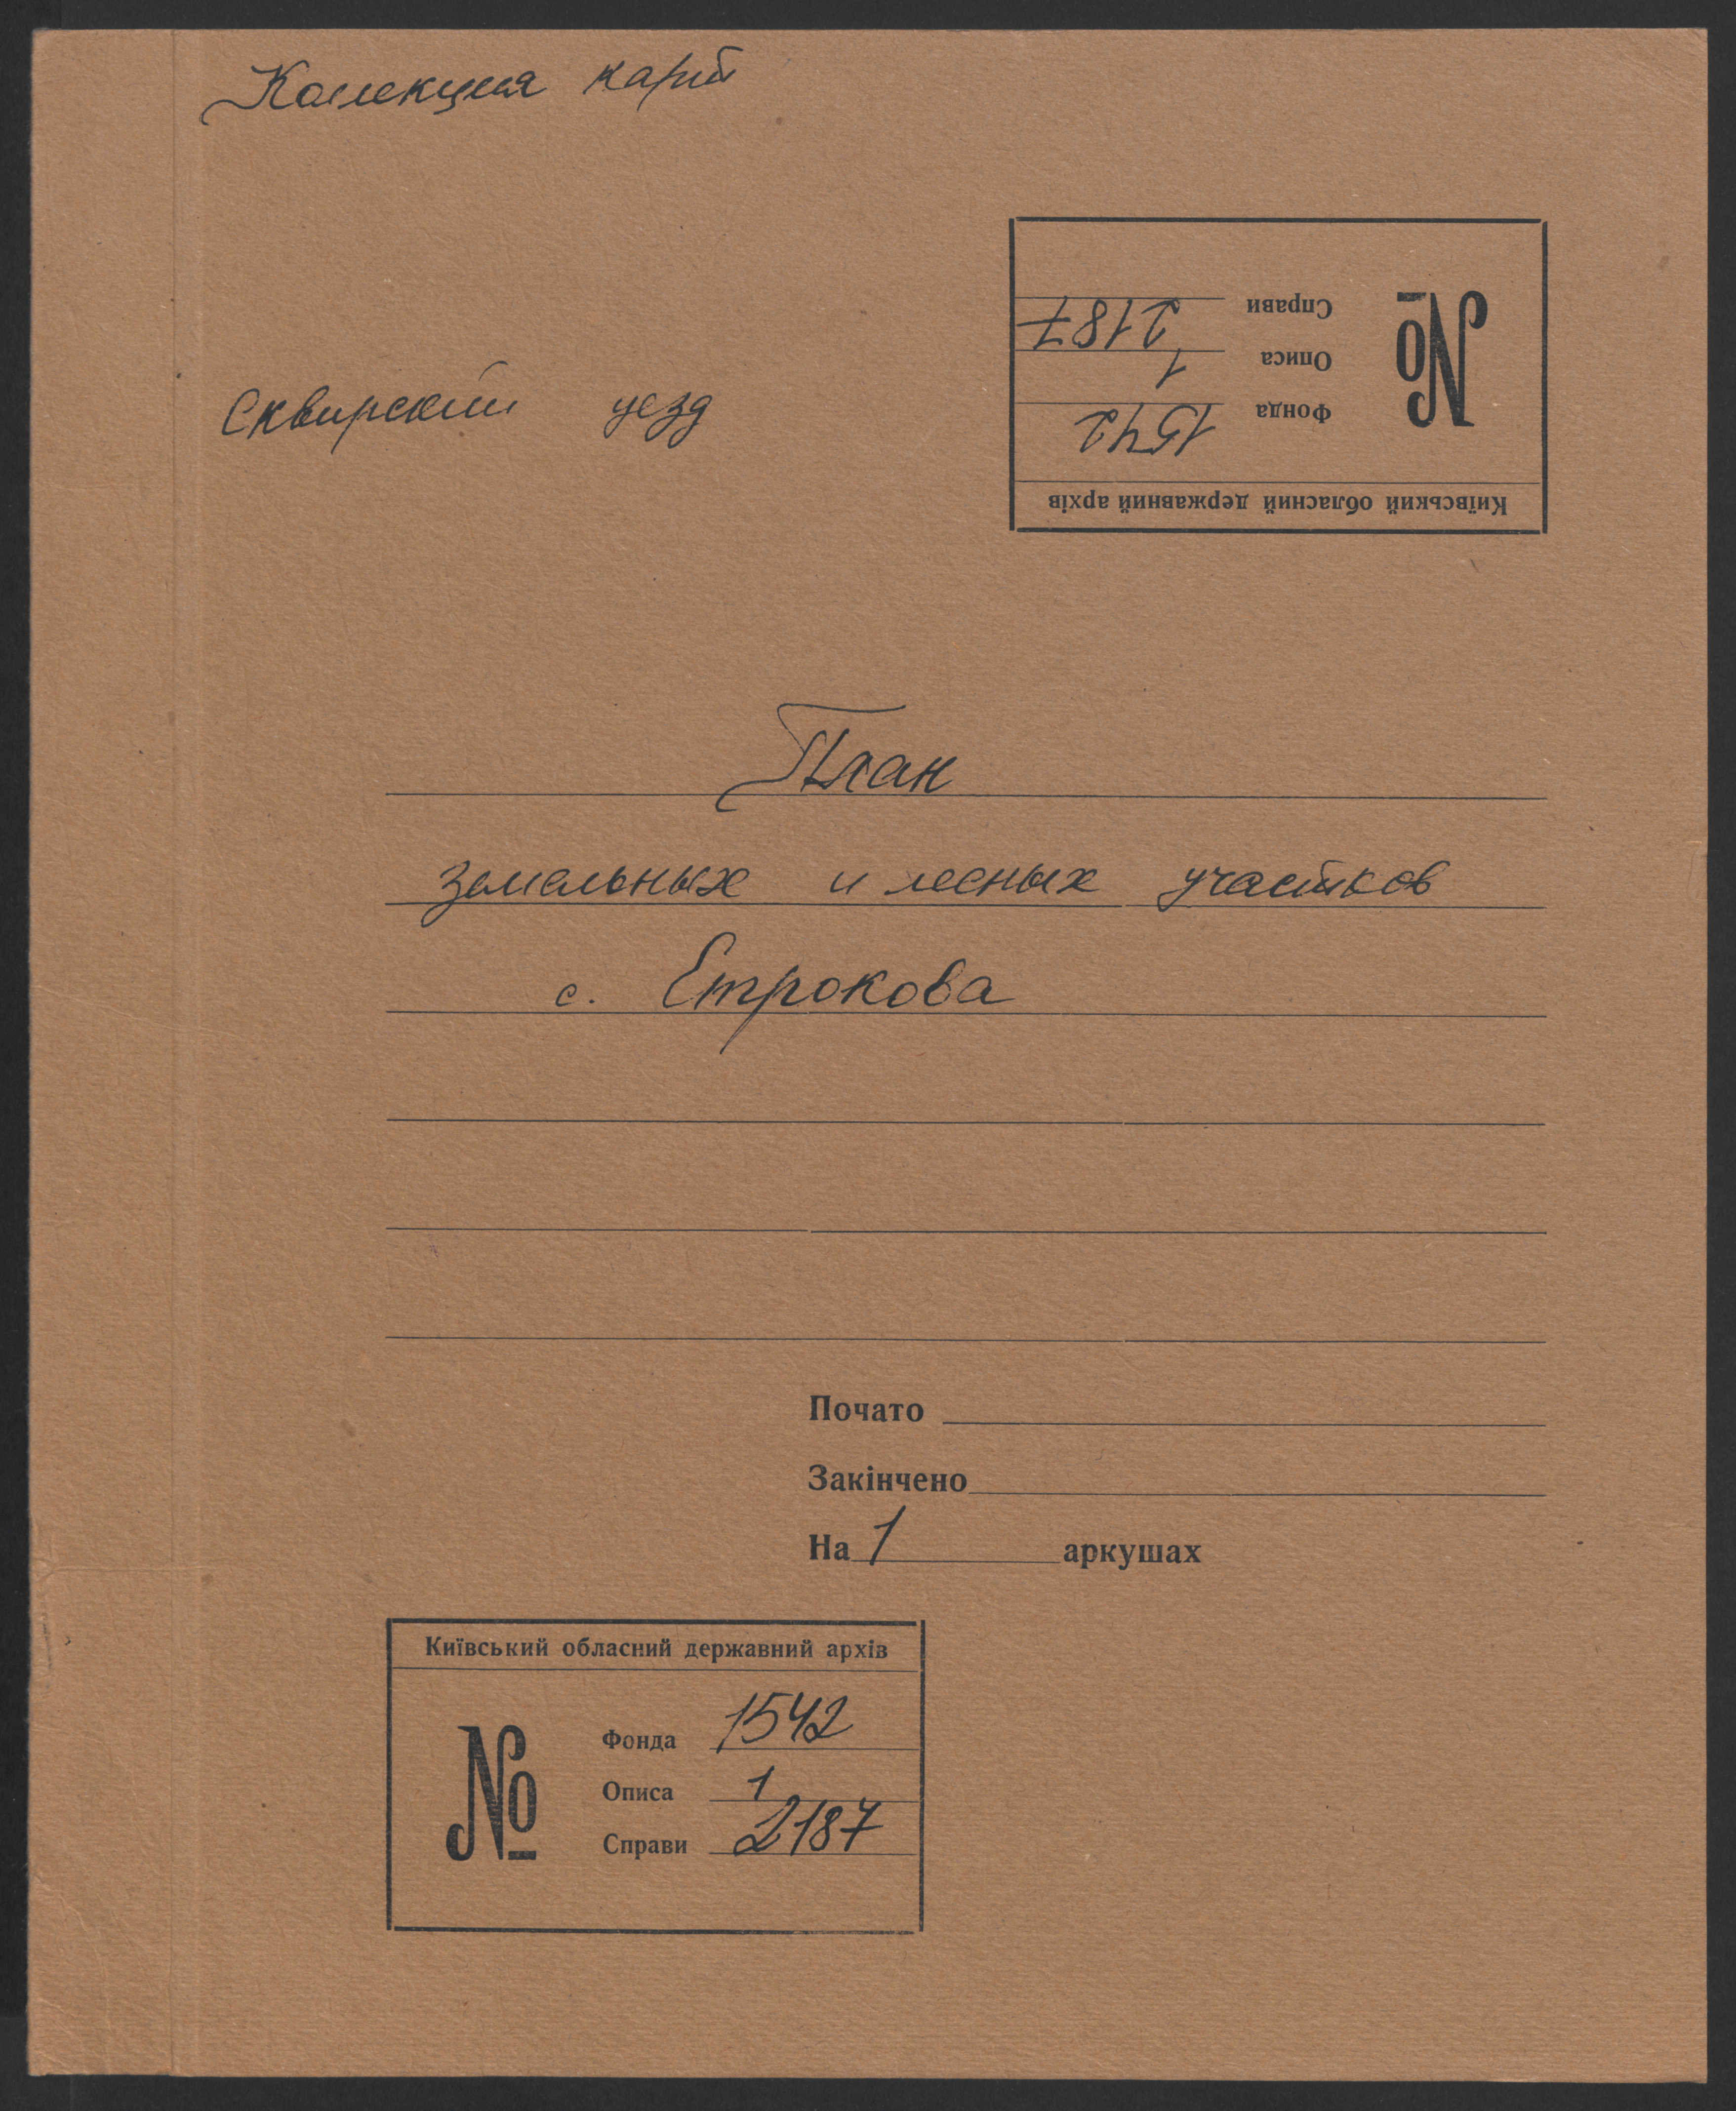 Колекция карт
Справи 2187
Описа 1
Фонда 1542
№
Київський обласний державний архів
Сквирский уезд
План
земельных и лесных участков
с. Етрокова
Почато
Закінчено
На 1 аркушах
Київський обласний державний архів
№
Фонда 1542
Описа 1
Справи 2187